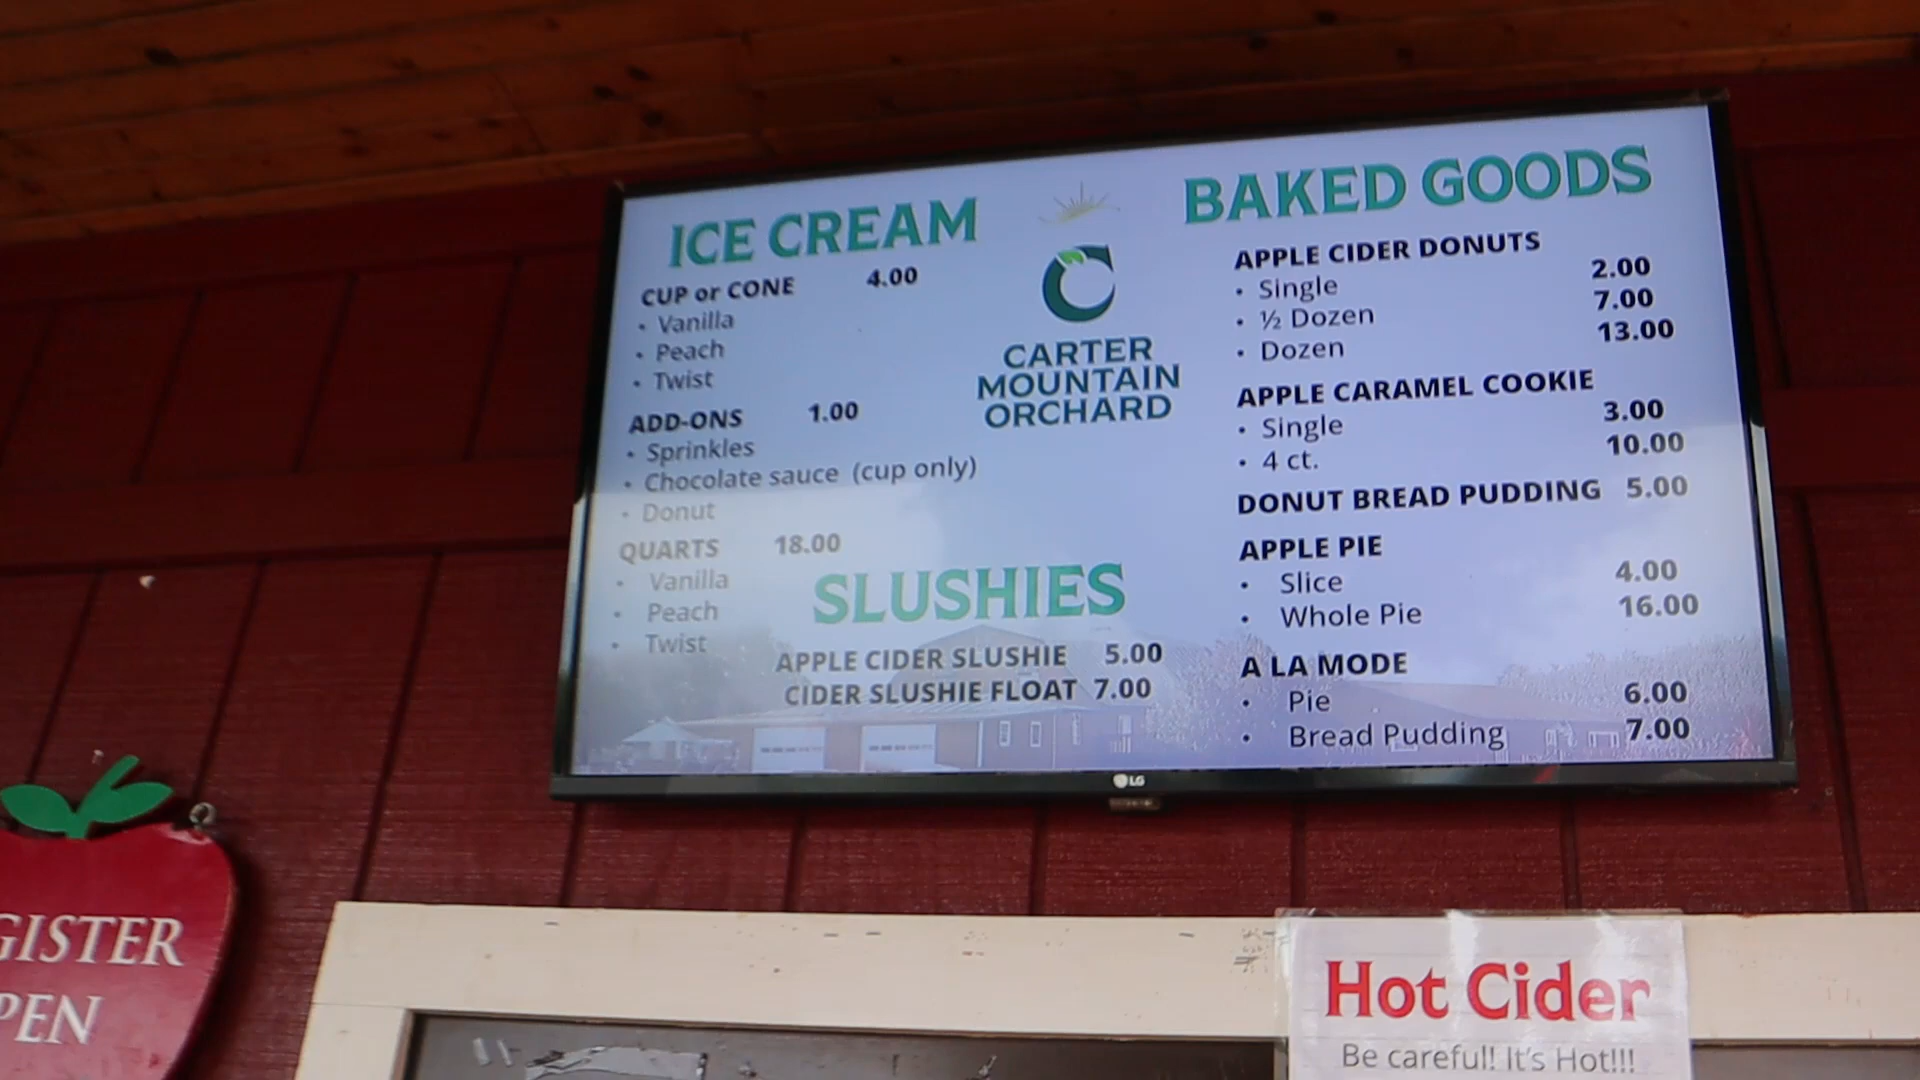 ICE CREAM
CUP or CONE 4.00
• Vanilla
• Peach
• Twist
ADD-ONS 1.00
• Sprinkles
• Chocolate sauce (cup only)
• Donut
QUARTS 18.00
• Vanilla
• Peach
• Twist
CARTER
MOUNTAIN
ORCHARD
SLUSHIES
APPLE CIDER SLUSHIE 5.00
CIDER SLUSHIE FLOAT 7.00
BAKED GOODS
APPLE CIDER DONUTS
• Single 2.00
• ½ Dozen 7.00
• Dozen 13.00
APPLE CARAMEL COOKIE
• Single 3.00
• 4 ct. 10.00
DONUT BREAD PUDDING 5.00
APPLE PIE
• Slice 4.00
• Whole Pie 16.00
A LA MODE
• Pie 6.00
• Bread Pudding 7.00
LG
GISTER
PEN
Hot Cider
Be careful! It's Hot!!!